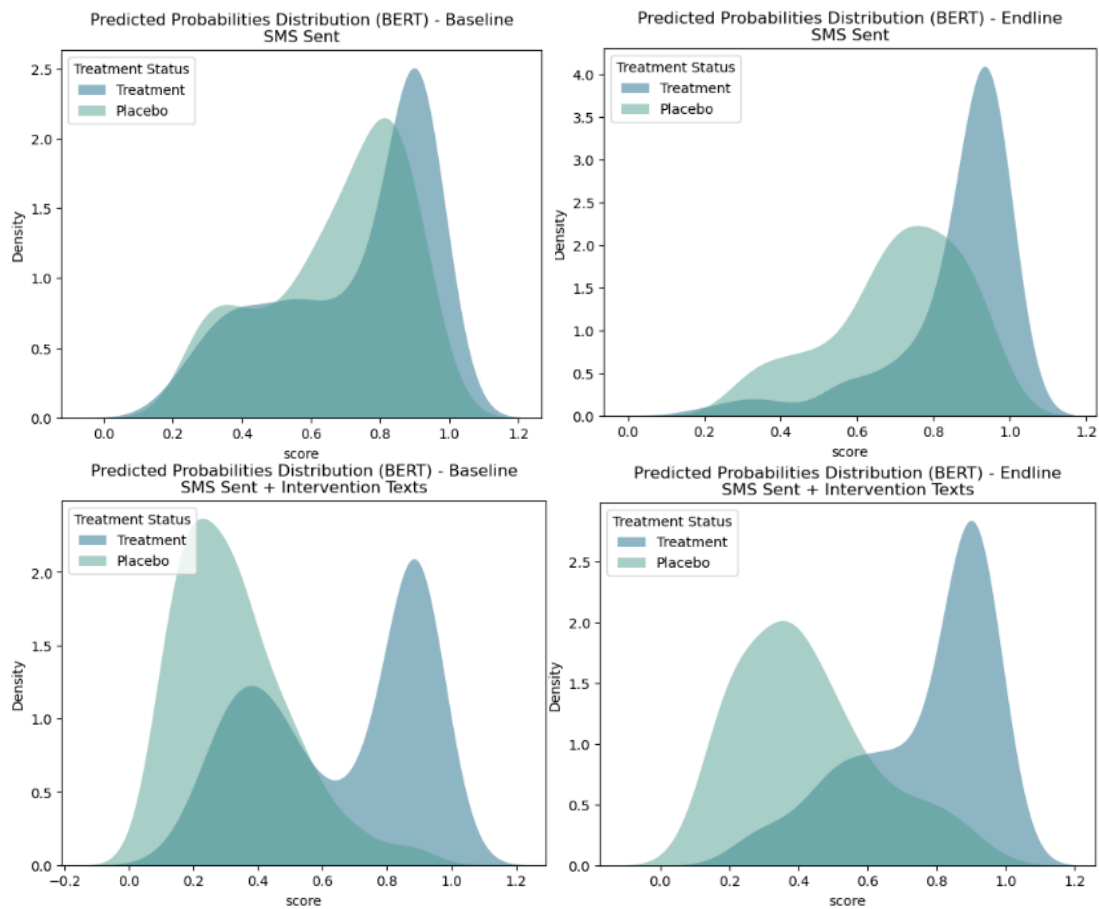 Predicted Probabilities Distribution (BERT) - Baseline
SMS Sent
Treatment Status
Treatment
Placebo
Density
2.5
2.0
1.5
1.0
0.5
0.0
0.0 0.2 0.4 0.6 0.8 1.0 1.2
score
Predicted Probabilities Distribution (BERT) - Endline
SMS Sent
Treatment Status
Treatment
Placebo
Density
4.0
3.5
3.0
2.5
2.0
1.5
1.0
0.5
0.0
0.0 0.2 0.4 0.6 0.8 1.0 1.2
score
Predicted Probabilities Distribution (BERT) - Baseline
SMS Sent + Intervention Texts
Treatment Status
Treatment
Placebo
Density
2.0
1.5
1.0
0.5
0.0
−0.2 0.0 0.2 0.4 0.6 0.8 1.0 1.2
score
Predicted Probabilities Distribution (BERT) - Endline
SMS Sent + Intervention Texts
Treatment Status
Treatment
Placebo
Density
2.5
2.0
1.5
1.0
0.5
0.0
0.0 0.2 0.4 0.6 0.8 1.0 1.2
score